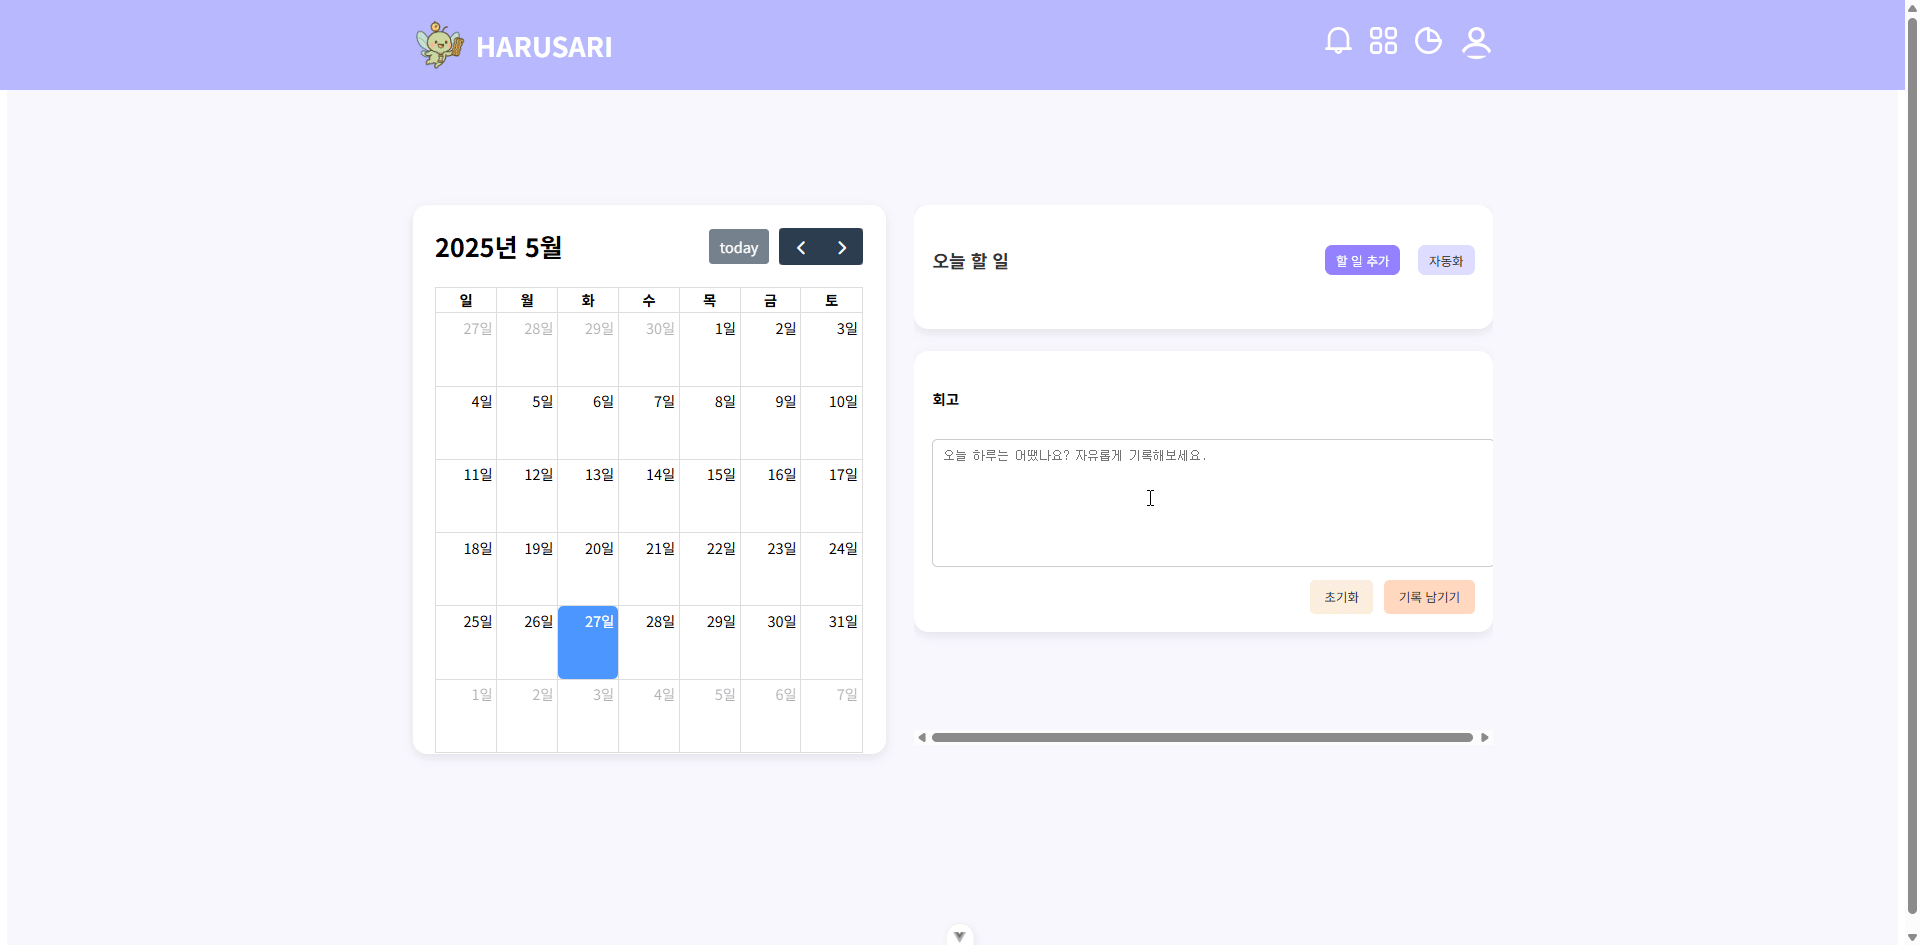 HARUSARI
2025년 5월
today
일 월 화 수 목 금 토
27일 28일 29일 30일 1일 2일 3일
4일 5일 6일 7일 8일 9일 10일
11일 12일 13일 14일 15일 16일 17일
18일 19일 20일 21일 22일 23일 24일
25일 26일 27일 28일 29일 30일 31일
1일 2일 3일 4일 5일 6일 7일
오늘 할 일
할 일 추가
자동화
회고
오늘 하루는 어땠나요? 자유롭게 기록해보세요.
초기화
기록 남기기